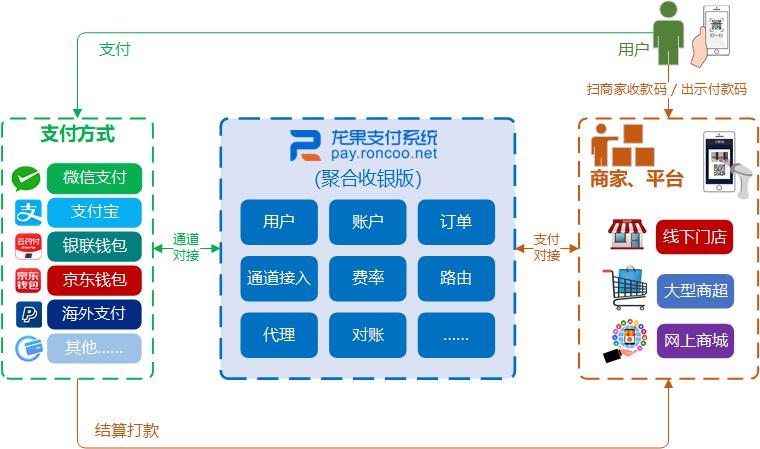 支付
用户
扫商家收款码 / 出示付款码
支付方式
微信支付
支付宝
云闪付
银联钱包
京东
钱包
京东钱包
海外支付
其他......
通道
对接
龙果支付系统
pay.roncoo.net
(聚合收银版)
用户
账户
订单
通道接入
费率
路由
代理
对账
......
支付
对接
商家、平台
线下门店
大型商超
网上商城
结算打款